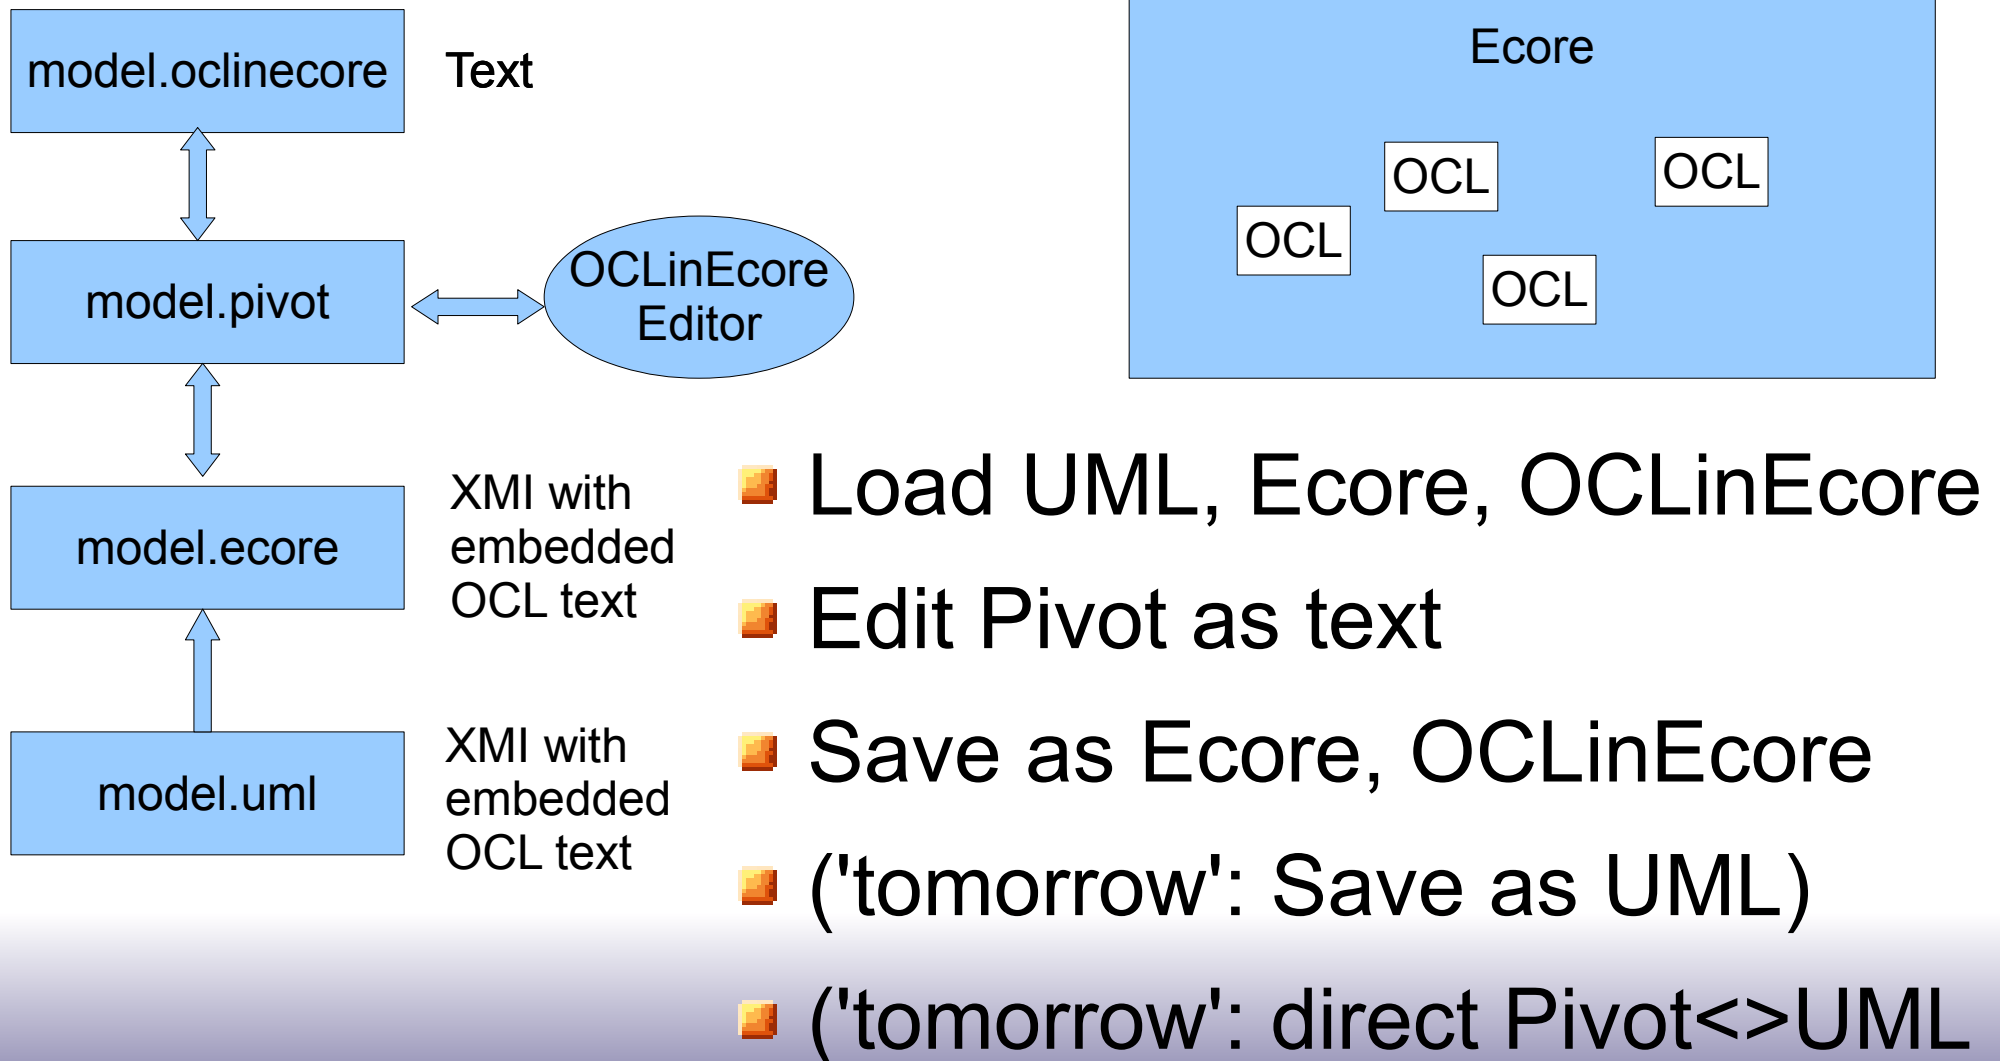 model.oclinecore
Text
model.pivot
OCLinEcore
Editor
model.ecore
XMI with
embedded
OCL text
model.uml
XMI with
embedded
OCL text
Ecore
OCL
OCL
OCL
OCL
Load UML, Ecore, OCLinEcore
Edit Pivot as text
Save as Ecore, OCLinEcore
('tomorrow': Save as UML)
('tomorrow': direct Pivot<>UML